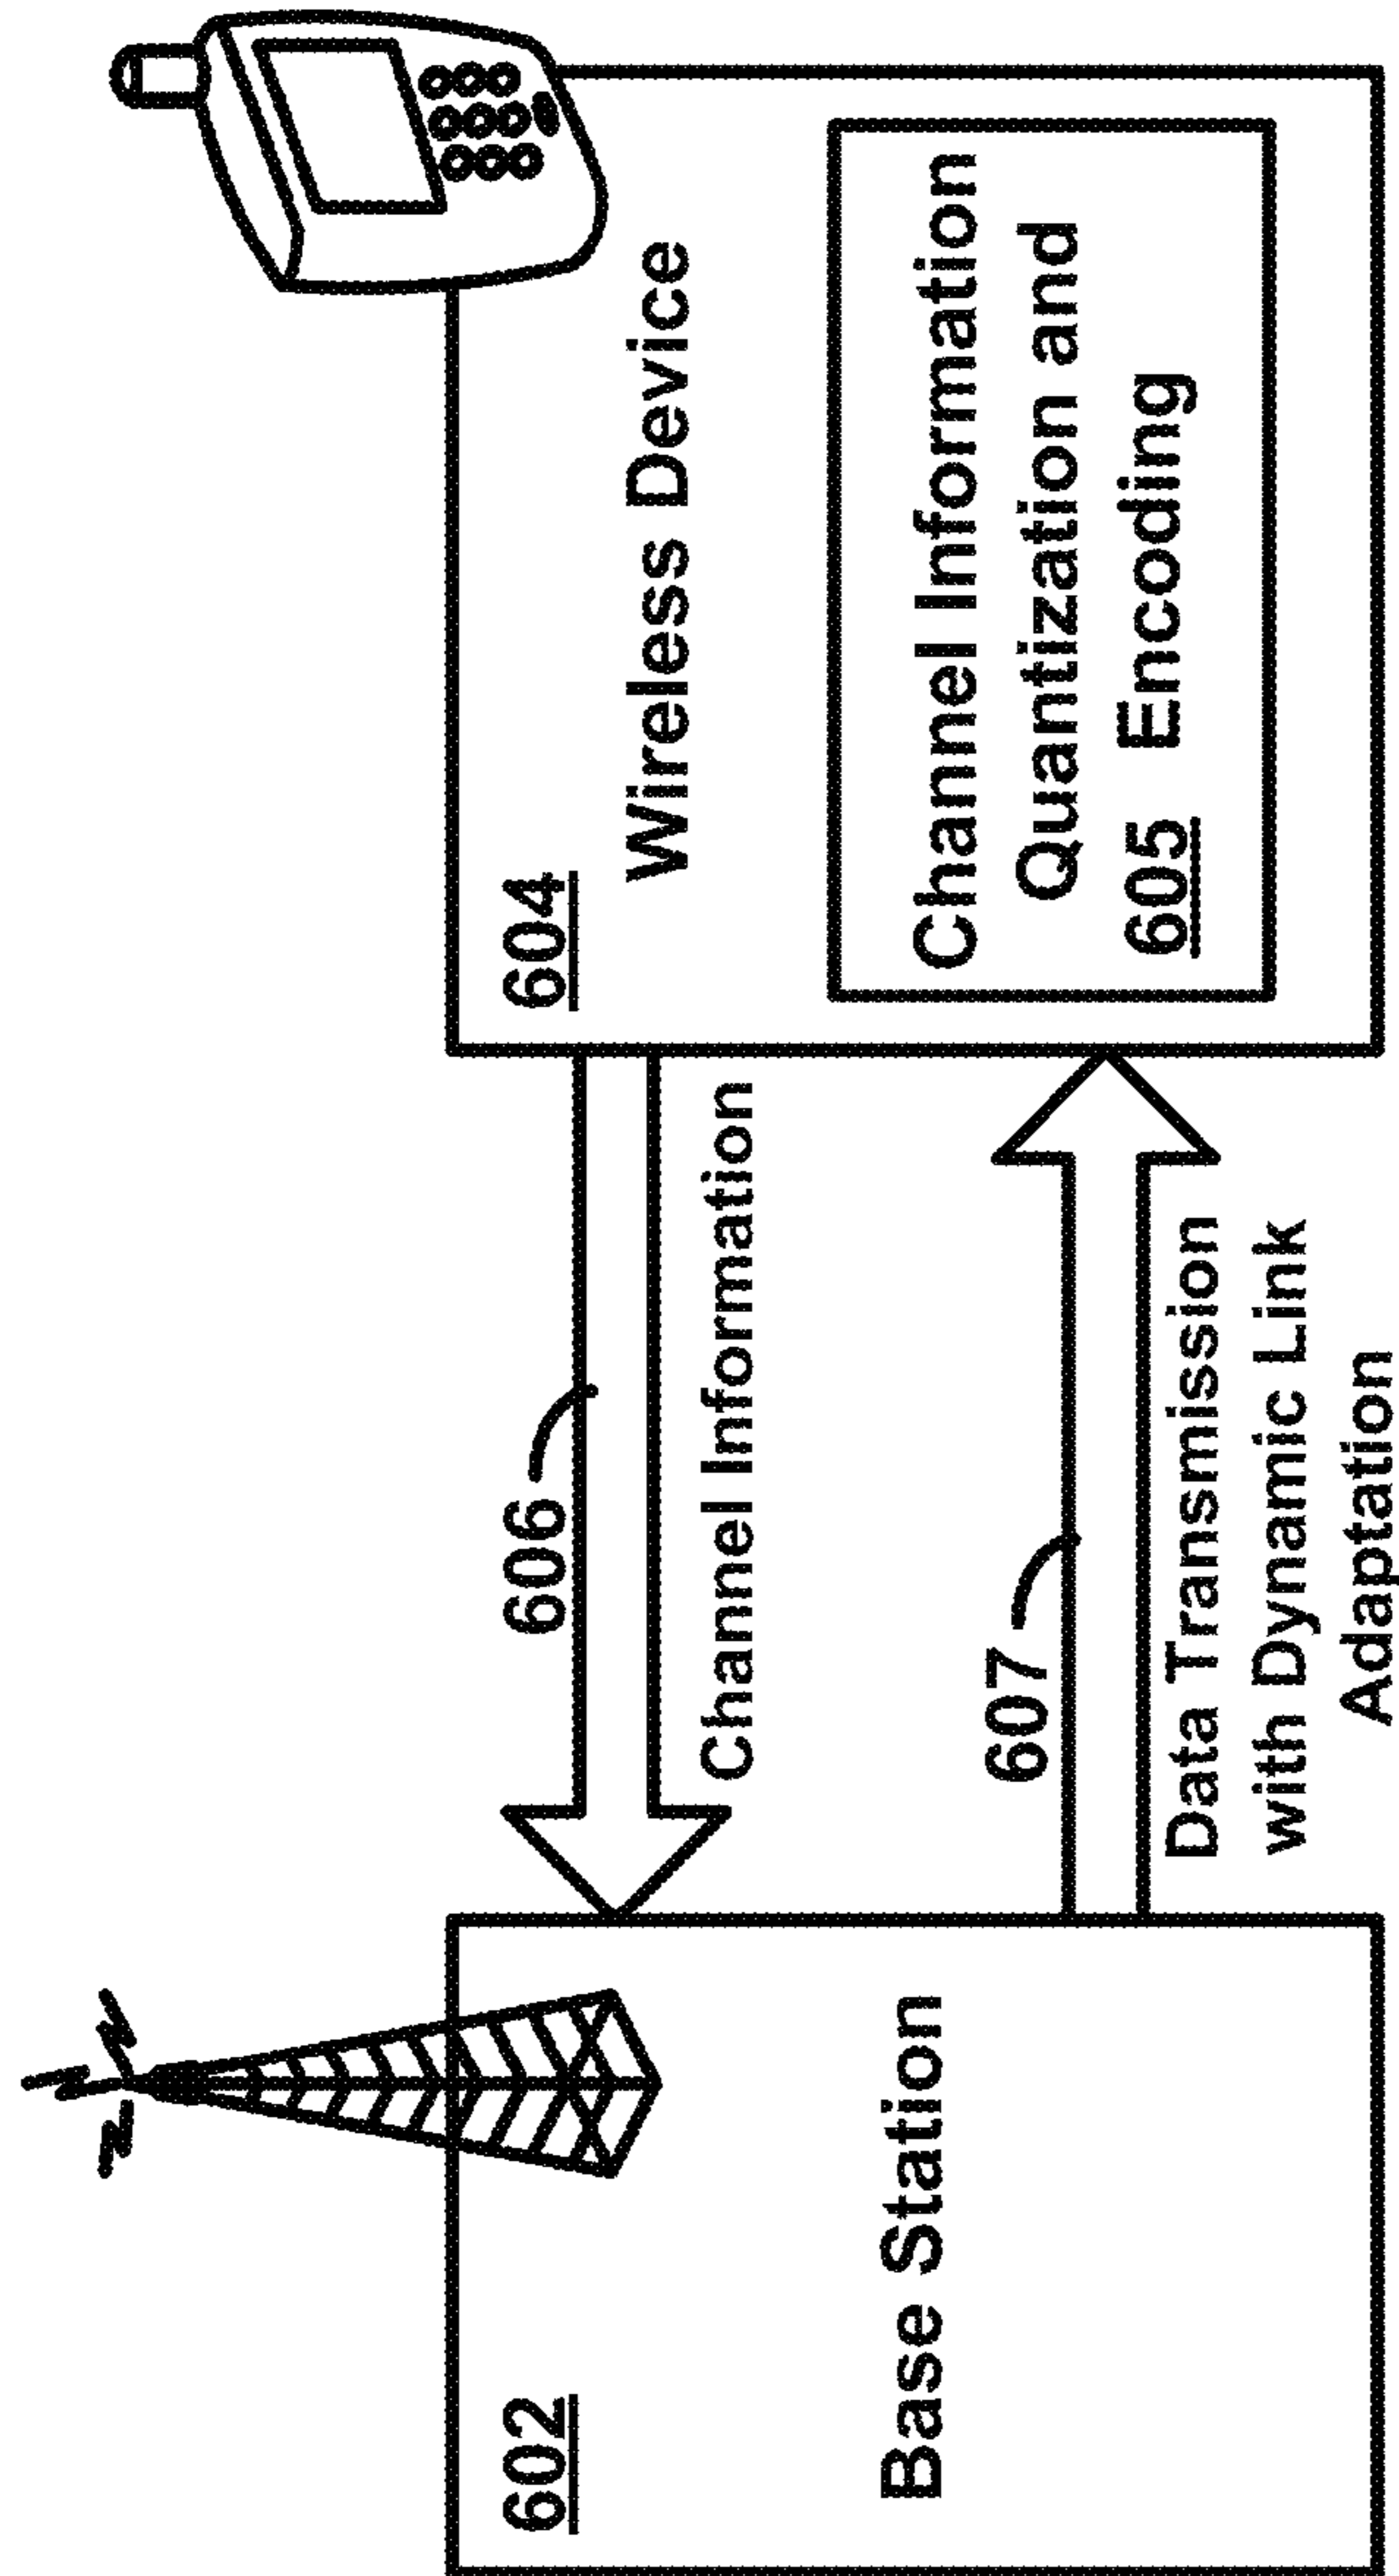 602
Base Station
606
Channel Information
607
Data Transmission
with Dynamic Link
Adaptation
604
Wireless Device
Channel Information
Quantization and
605 Encoding